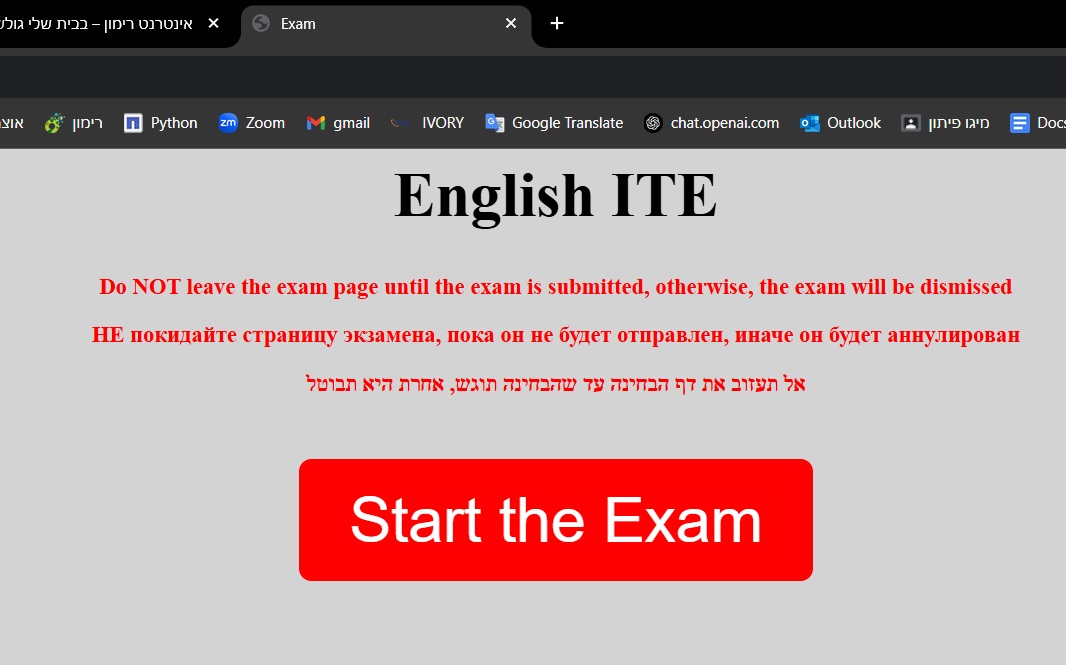 אינטרנט רימון – בבית שלי גולש
Exam
רימון
Python
Zoom
gmail
IVORY
Google Translate
chat.openai.com
Outlook
מיגו פיתון
English ITE
Do NOT leave the exam page until the exam is submitted, otherwise, the exam will be dismissed
НЕ покидайте страницу экзамена, пока он не будет отправлен, иначе он будет аннулирован
אל תעזוב את דף הבחינה עד שהבחינה תוגש, אחרת היא תבוטל
Start the Exam